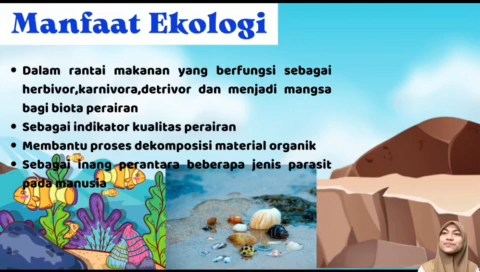 Manfaat Ekologi
Dalam rantai makanan yang berfungsi sebagai
herbivor,karnivora,detrivor dan menjadi mangsa
bagi biota perairan
Sebagai indikator kualitas perairan
Membantu proses dekomposisi material organik
Sebagai inang perantara beberapa jenis parasit
pada manusia